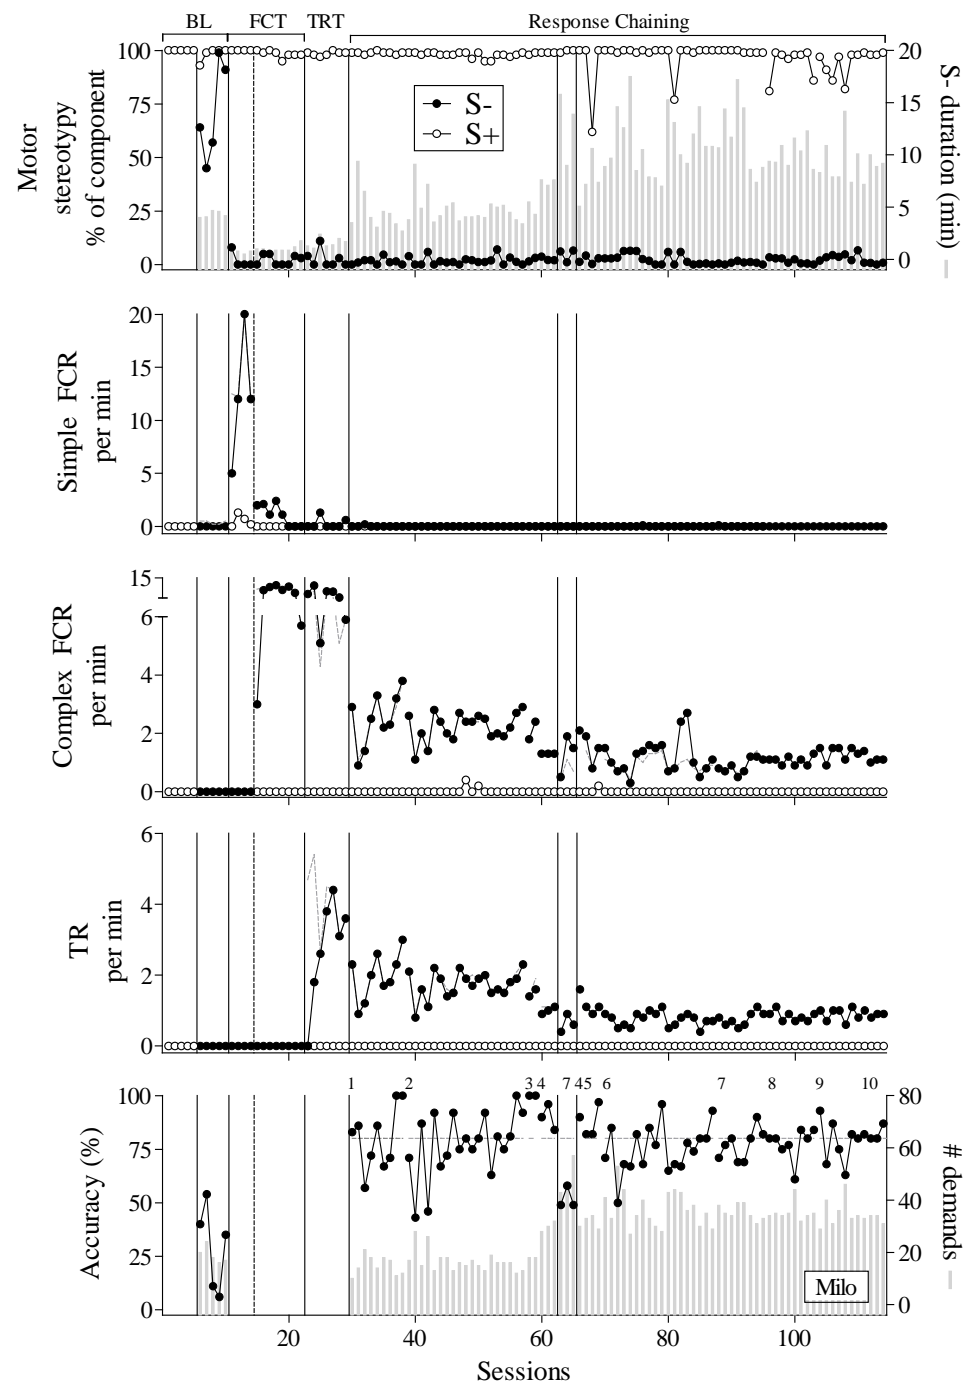 BL FCT TRT Response Chaining
100 75 50 25 0
Motor
stereotypy
% of component
S-
S+
20 15 10 5 0
S- duration (min)
20 15 10 5 0
Simple FCR
per min
15 6 4 2 0
Complex FCR
per min
6 4 2 0
TR
per min
1 2 3 4 7 4 5 6 7 8 9 10
100 75 50 25 0
Accuracy (%)
80 60 40 20 0
# demands
Milo
20 40 60 80 100
Sessions